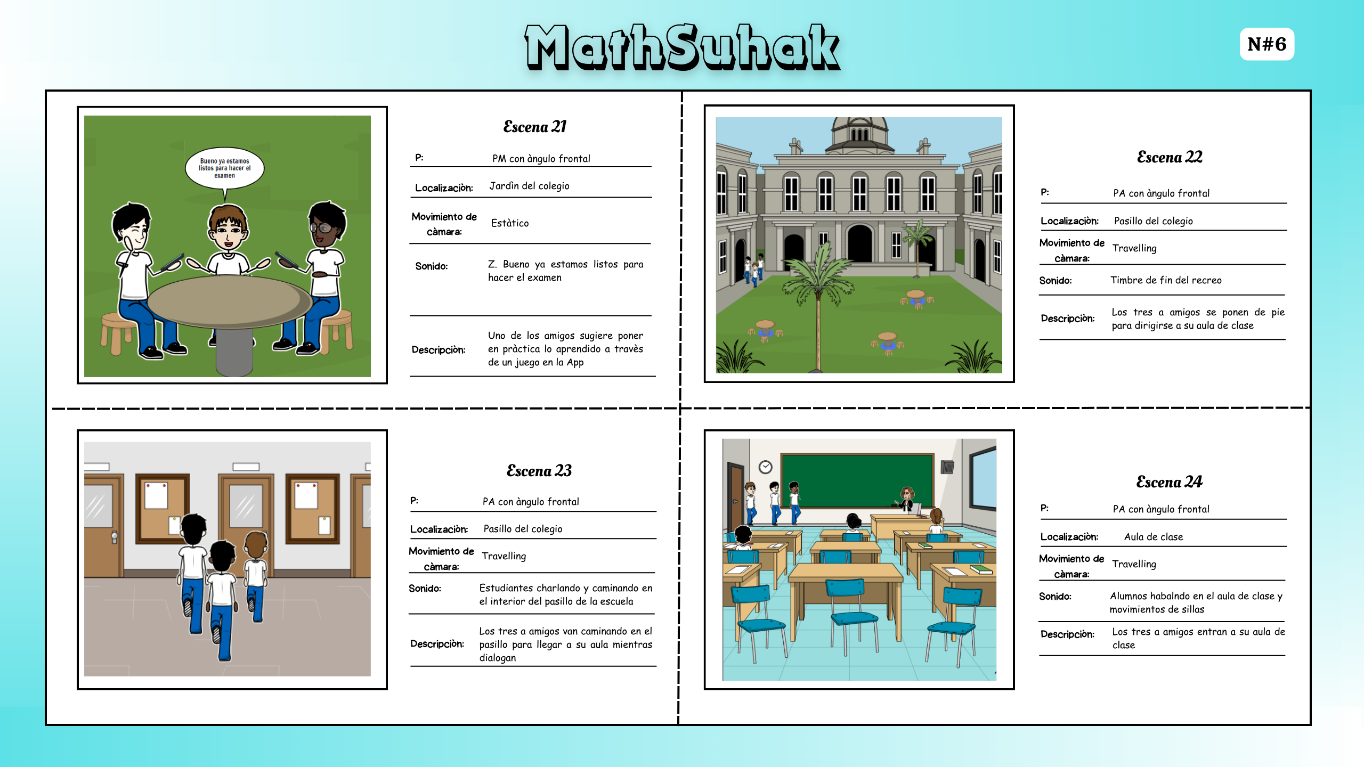 MathSuhak
N#6
Bueno ya estamos
listos para hacer el
examen
Escena 21
P: PM con àngulo frontal
Localizaciòn: Jardìn del colegio
Movimiento de
càmara: Estàtico
Sonido: Z. Bueno ya estamos listos para
hacer el examen
Descripciòn: Uno de los amigos sugiere poner
en pràctica lo aprendido a travès
de un juego en la App
Escena 22
P: PA con àngulo frontal
Localizaciòn: Pasillo del colegio
Movimiento de
càmara: Travelling
Sonido: Timbre de fin del recreo
Descripciòn: Los tres a amigos se ponen de pie
para dirigirse a su aula de clase
Escena 23
P: PA con àngulo frontal
Localizaciòn: Pasillo del colegio
Movimiento de
càmara: Travelling
Sonido: Estudiantes charlando y caminando en
el interior del pasillo de la escuela
Descripciòn: Los tres a amigos van caminando en el
pasillo para llegar a su aula mientras
dialogan
Escena 24
P: PA con àngulo frontal
Localizaciòn: Aula de clase
Movimiento de
càmara: Travelling
Sonido: Alumnos habalndo en el aula de clase y
movimientos de sillas
Descripciòn: Los tres a amigos entran a su aula de
clase